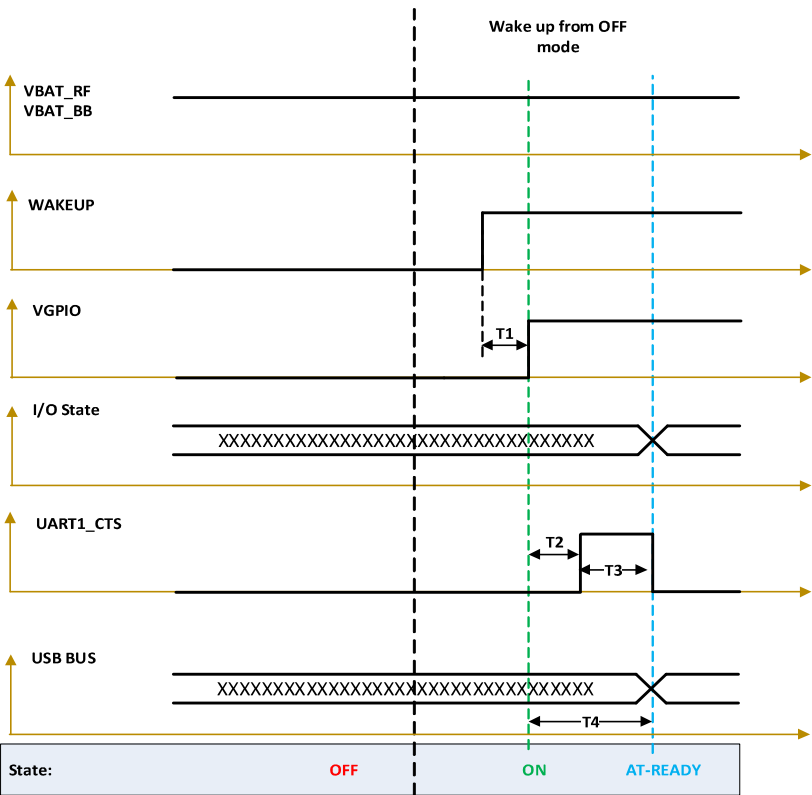 Wake up from OFF
mode
VBAT_RF
VBAT_BB
WAKEUP
VGPIO
T1
I/O State
XXXXXXXXXXXXXXXXXXXXXXXXXXXXXXXXXX
UART1_CTS
T2
T3
USB BUS
XXXXXXXXXXXXXXXXXXXXXXXXXXXXXXXXXX
T4
State: OFF ON AT-READY